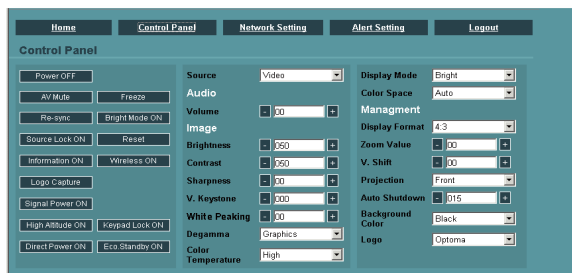 Home Control Panel Network Setting Alert Setting Logout
Control Panel
Power OFF
AV Mute Freeze
Re-sync Bright Mode ON
Source Lock ON Reset
Information ON Wireless ON
Logo Capture
Signal Power ON
High Altitude ON Keypad Lock ON
Direct Power ON Eco.Standby ON
Source Video
Audio
Volume - 00 +
Image
Brightness - 050 +
Contrast - 050 +
Sharpness - 00 +
V. Keystone - 000 +
White Peaking - 00 +
Degamma Graphics
Color
Temperature High
Display Mode Bright
Color Space Auto
Managment
Display Format 4:3
Zoom Value - 00 +
V. Shift - 00 +
Projection Front
Auto Shutdown - 015 +
Background
Color Black
Logo Optoma